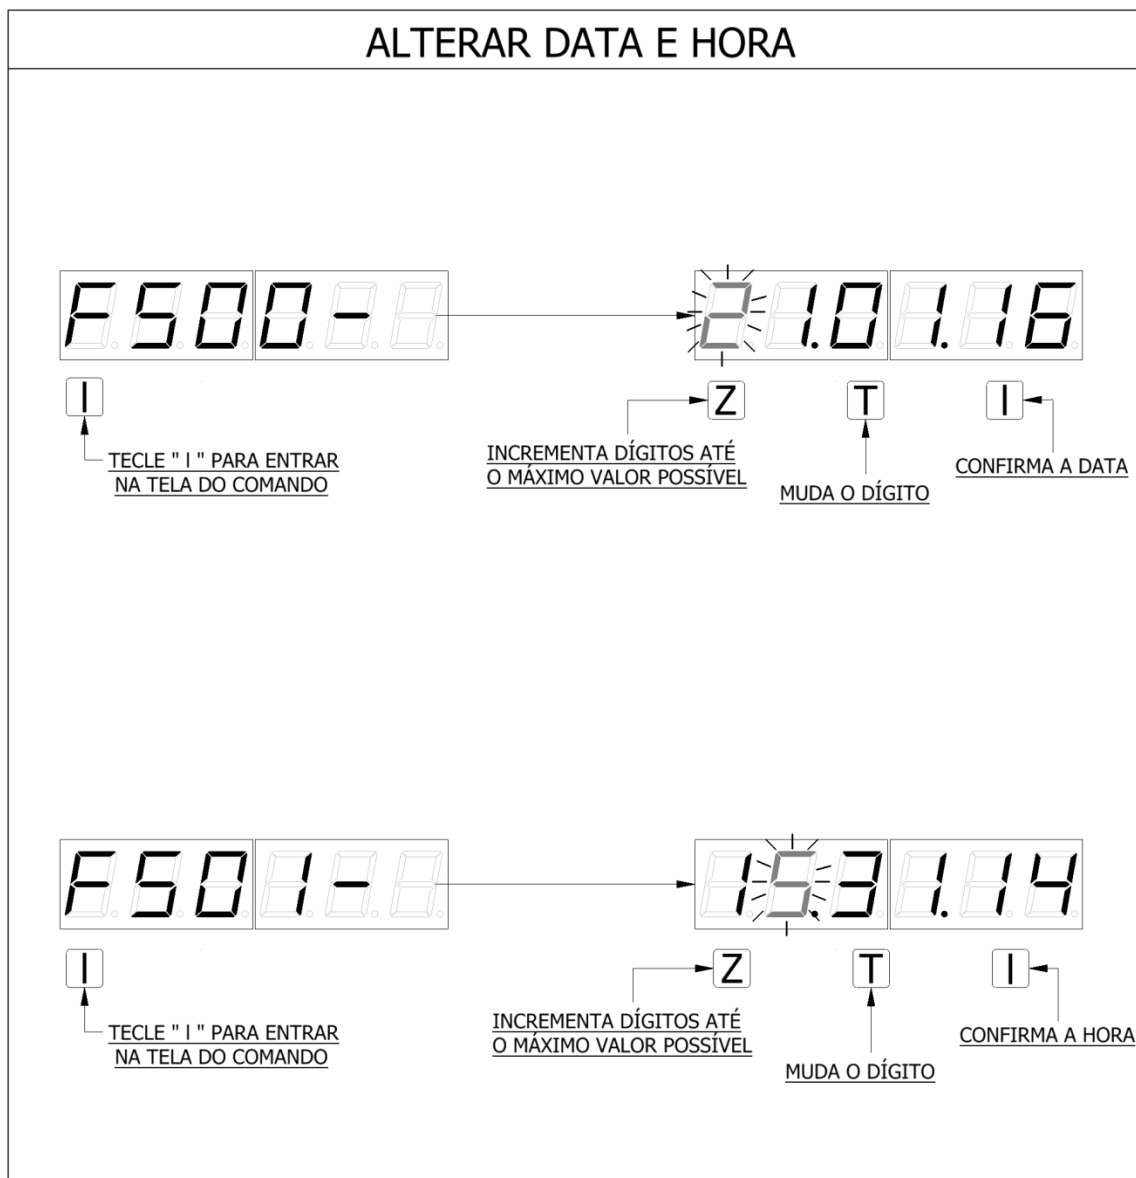 ALTERAR DATA E HORA
F500-
21.01.16
I
Z
T
I
TECLE " I " PARA ENTRAR
NA TELA DO COMANDO
INCREMENTA DÍGITOS ATÉ
O MÁXIMO VALOR POSSÍVEL
MUDA O DÍGITO
CONFIRMA A DATA
F501-
15.31.14
I
Z
T
I
TECLE " I " PARA ENTRAR
NA TELA DO COMANDO
INCREMENTA DÍGITOS ATÉ
O MÁXIMO VALOR POSSÍVEL
MUDA O DÍGITO
CONFIRMA A HORA